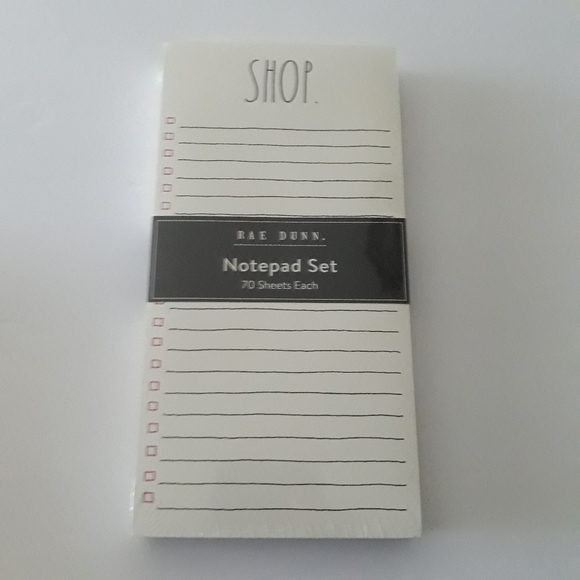 SHOP.
RAE DUNN.
Notepad Set
70 Sheets Each